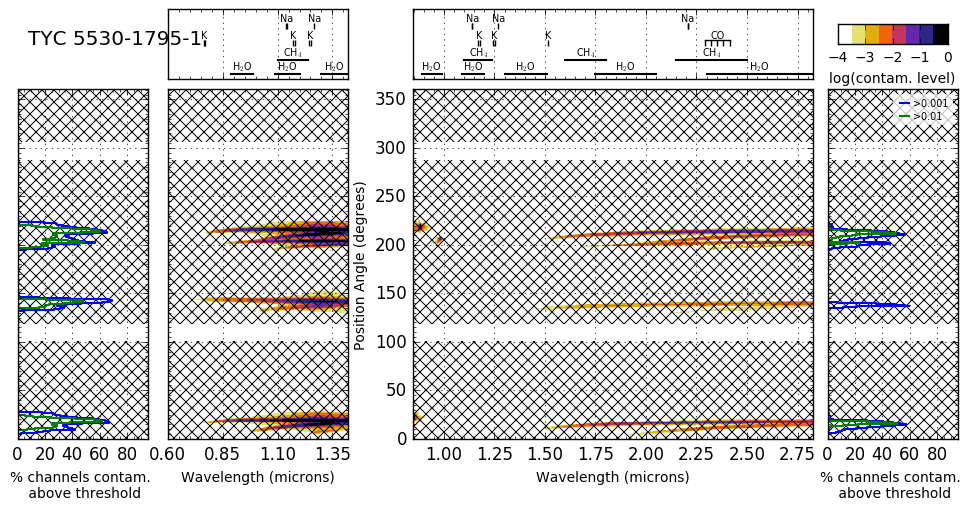 TYC 5530-1795-1
Na Na
K K K
CH4
H2O H2O H2O
Na Na Na
K K K CO
CH4 CH4 CH4
H2O H2O H2O H2O H2O
−4 −3 −2 −1 0
log(contam. level)
>0.001
>0.01
350
300
250
200
150
100
50
0
Position Angle (degrees)
0 20 40 60 80
0.60 0.85 1.10 1.35
1.00 1.25 1.50 1.75 2.00 2.25 2.50 2.75
0 20 40 60 80
% channels contam.
above threshold
Wavelength (microns)
Wavelength (microns)
% channels contam.
above threshold